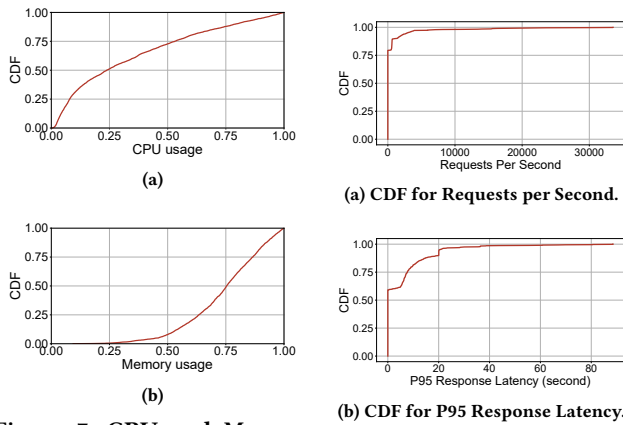 1.00
0.75
0.50
0.25
0.00
CDF
0.00 0.25 0.50 0.75 1.00
CPU usage
(a)
1.00
0.75
0.50
0.25
0.00
CDF
0.00 0.25 0.50 0.75 1.00
Memory usage
(b)
1.00
0.75
0.50
0.25
0.00
CDF
0 10000 20000 30000
Requests Per Second
(a) CDF for Requests per Second.
1.00
0.75
0.50
0.25
0.00
CDF
0 20 40 60 80
P95 Response Latency (second)
(b) CDF for P95 Response Latency.